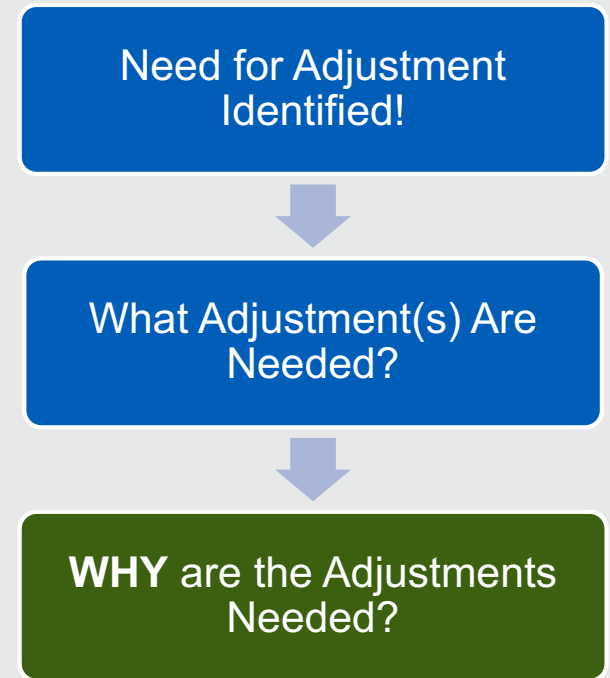 Need for Adjustment
Identified!
What Adjustment(s) Are
Needed?
WHY are the Adjustments
Needed?